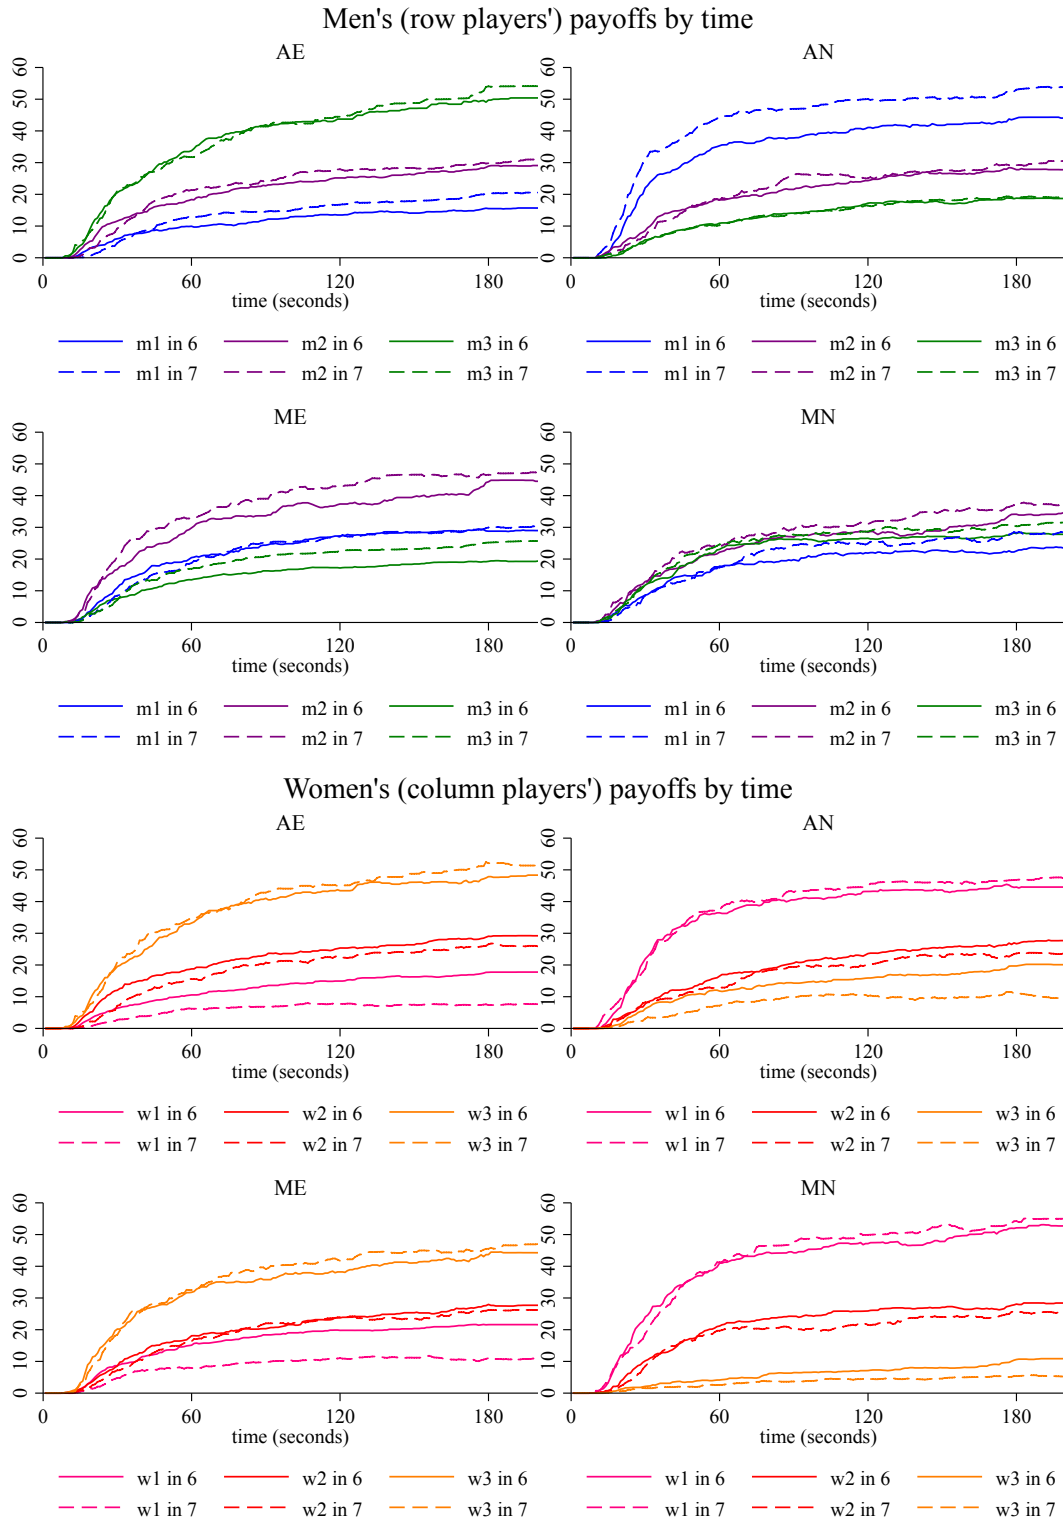 Men's (row players') payoffs by time
AE
AN
0 10 20 30 40 50 60
0 10 20 30 40 50 60
0 60 120 180
0 60 120 180
time (seconds)
time (seconds)
m1 in 6 m2 in 6 m3 in 6
m1 in 7 m2 in 7 m3 in 7
m1 in 6 m2 in 6 m3 in 6
m1 in 7 m2 in 7 m3 in 7
ME
MN
0 10 20 30 40 50 60
0 10 20 30 40 50 60
0 60 120 180
0 60 120 180
time (seconds)
time (seconds)
m1 in 6 m2 in 6 m3 in 6
m1 in 7 m2 in 7 m3 in 7
m1 in 6 m2 in 6 m3 in 6
m1 in 7 m2 in 7 m3 in 7
Women's (column players') payoffs by time
AE
AN
0 10 20 30 40 50 60
0 10 20 30 40 50 60
0 60 120 180
0 60 120 180
time (seconds)
time (seconds)
w1 in 6 w2 in 6 w3 in 6
w1 in 7 w2 in 7 w3 in 7
w1 in 6 w2 in 6 w3 in 6
w1 in 7 w2 in 7 w3 in 7
ME
MN
0 10 20 30 40 50 60
0 10 20 30 40 50 60
0 60 120 180
0 60 120 180
time (seconds)
time (seconds)
w1 in 6 w2 in 6 w3 in 6
w1 in 7 w2 in 7 w3 in 7
w1 in 6 w2 in 6 w3 in 6
w1 in 7 w2 in 7 w3 in 7